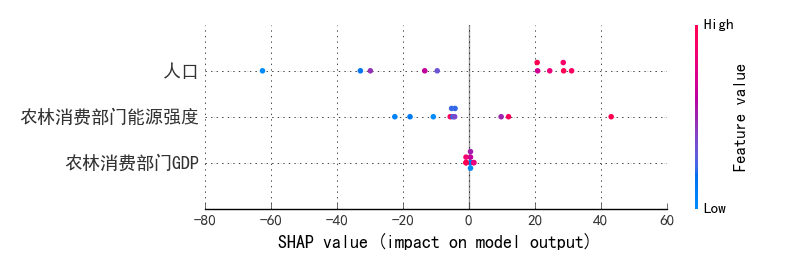 High
人口
农林消费部门能源强度
农林消费部门GDP
Feature value
Low
-80 -60 -40 -20 0 20 40 60
SHAP value (impact on model output)